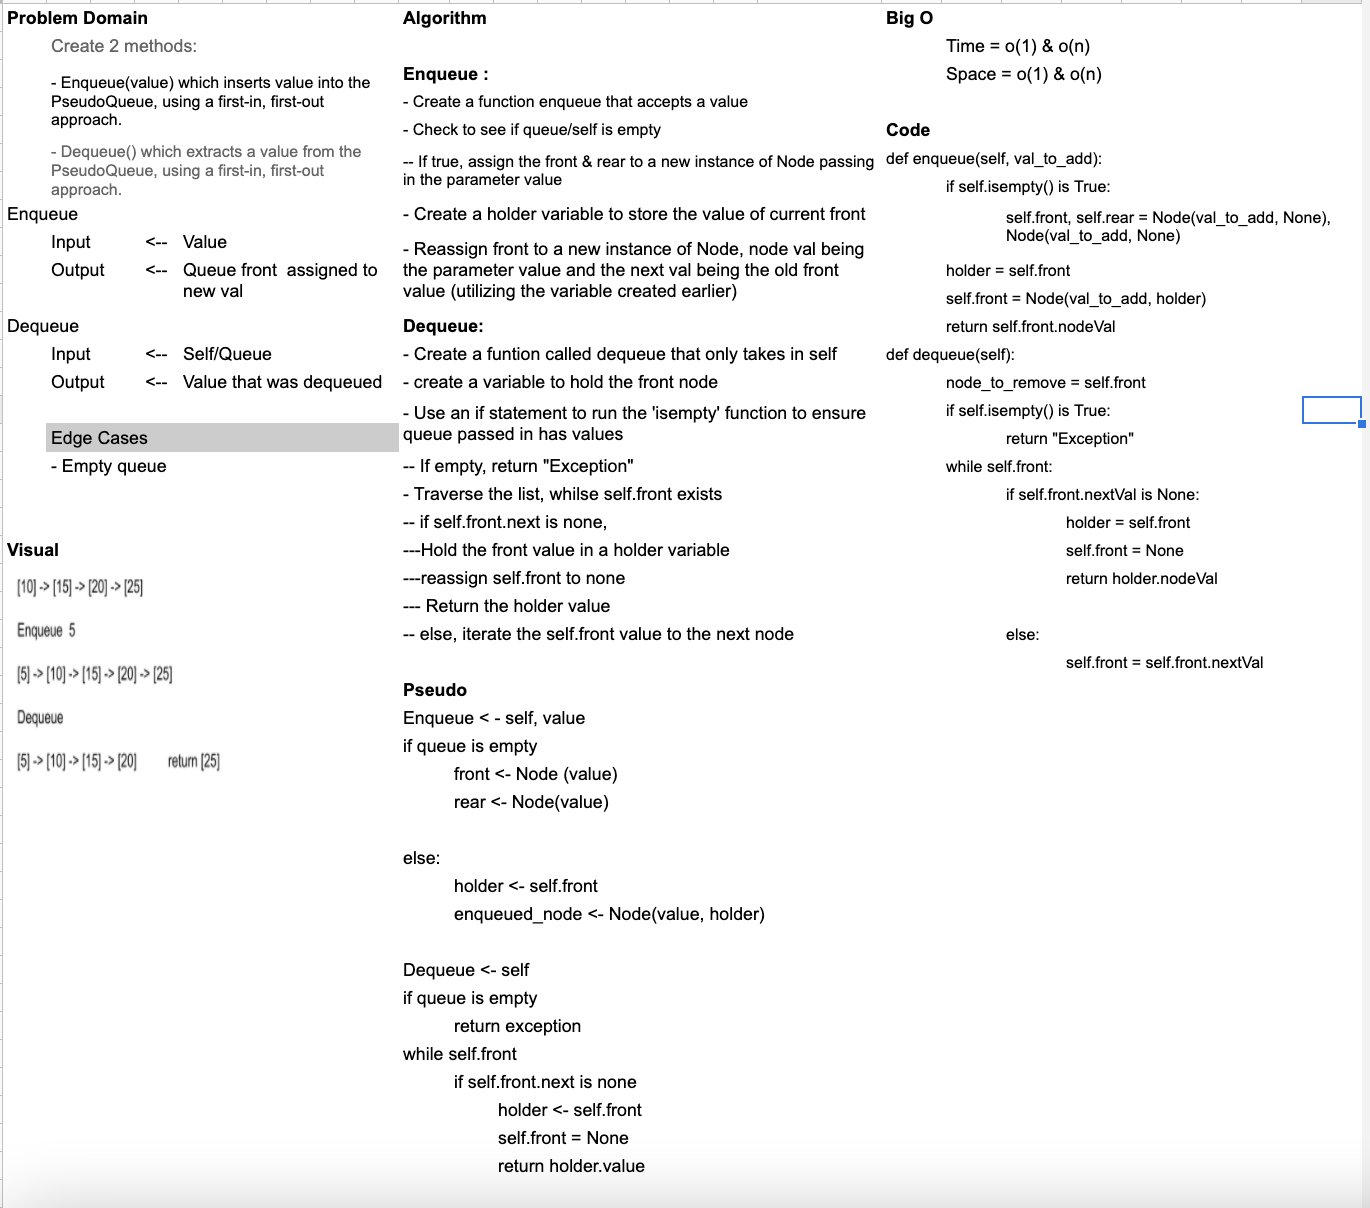 Problem Domain
Create 2 methods:
- Enqueue(value) which inserts value into the
PseudoQueue, using a first-in, first-out
approach.
- Dequeue() which extracts a value from the
PseudoQueue, using a first-in, first-out
approach.
Enqueue
Input <-- Value
Output <-- Queue front assigned to
new val
Dequeue
Input <-- Self/Queue
Output <-- Value that was dequeued
Edge Cases
- Empty queue
Visual
[10] -> [15] -> [20] -> [25]
Enqueue 5
[5] -> [10] -> [15] -> [20] -> [25]
Dequeue
[5] -> [10] -> [15] -> [20] return [25]
Algorithm
Enqueue :
- Create a function enqueue that accepts a value
- Check to see if queue/self is empty
-- If true, assign the front & rear to a new instance of Node passing
in the parameter value
- Create a holder variable to store the value of current front
- Reassign front to a new instance of Node, node val being
the parameter value and the next val being the old front
value (utilizing the variable created earlier)
Dequeue:
- Create a funtion called dequeue that only takes in self
- create a variable to hold the front node
- Use an if statement to run the 'isempty' function to ensure
queue passed in has values
-- If empty, return "Exception"
- Traverse the list, whilse self.front exists
-- if self.front.next is none,
---Hold the front value in a holder variable
---reassign self.front to none
--- Return the holder value
-- else, iterate the self.front value to the next node
Pseudo
Enqueue < - self, value
if queue is empty
front <- Node (value)
rear <- Node(value)
else:
holder <- self.front
enqueued_node <- Node(value, holder)
Dequeue <- self
if queue is empty
return exception
while self.front
if self.front.next is none
holder <- self.front
self.front = None
return holder.value
Big O
Time = o(1) & o(n)
Space = o(1) & o(n)
Code
def enqueue(self, val_to_add):
if self.isempty() is True:
self.front, self.rear = Node(val_to_add, None),
Node(val_to_add, None)
holder = self.front
self.front = Node(val_to_add, holder)
return self.front.nodeVal
def dequeue(self):
node_to_remove = self.front
if self.isempty() is True:
return "Exception"
while self.front:
if self.front.nextVal is None:
holder = self.front
self.front = None
return holder.nodeVal
else:
self.front = self.front.nextVal